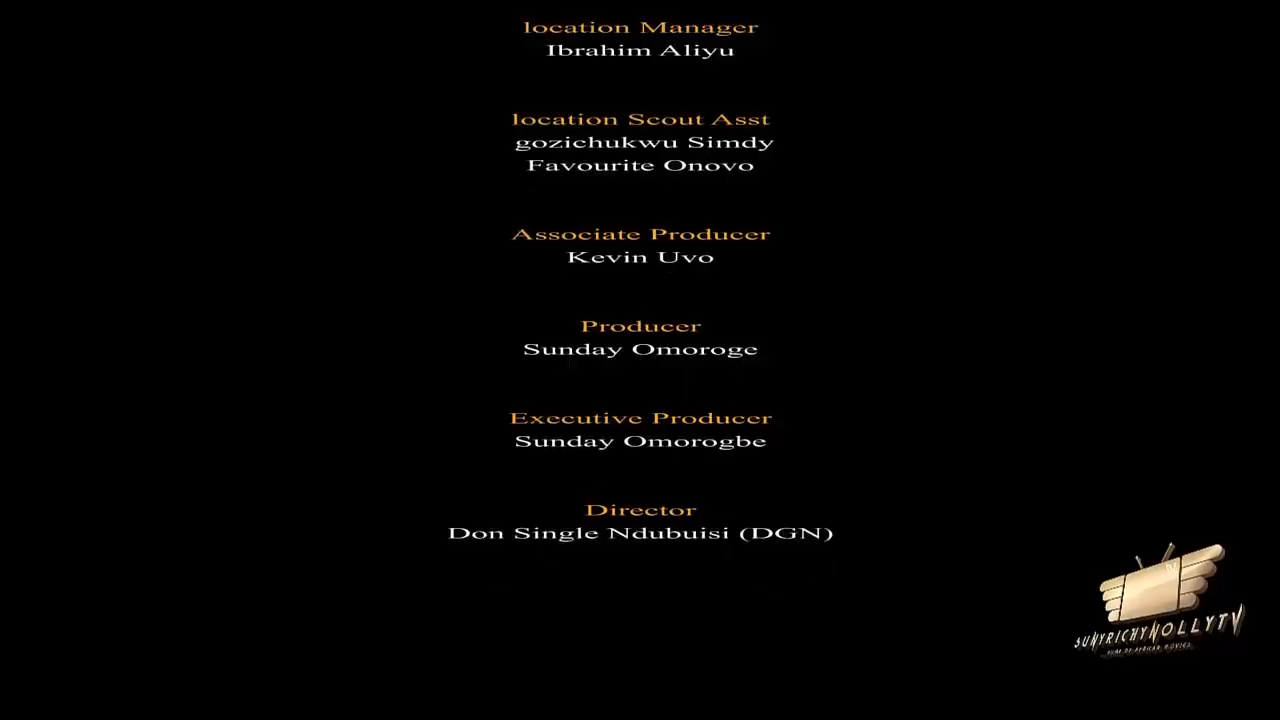 location Manager
Ibrahim Aliyu
location Scout Asst
gozichukwu Simdy
Favourite Onovo
Associate Producer
Kevin Uvo
Producer
Sunday Omoroge
Executive Producer
Sunday Omorogbe
Director
Don Single Ndubuisi (DGN)
SUNYRICHYNOLLYTV